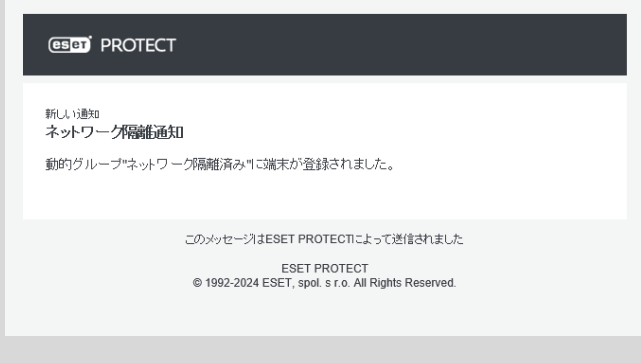 eset PROTECT
新しい通知
ネットワーク隔離通知
動的グループ"ネットワーク隔離済み"に端末が登録されました。
このメッセージはESET PROTECTによって送信されました
ESET PROTECT
© 1992-2024 ESET, spol. s r.o. All Rights Reserved.